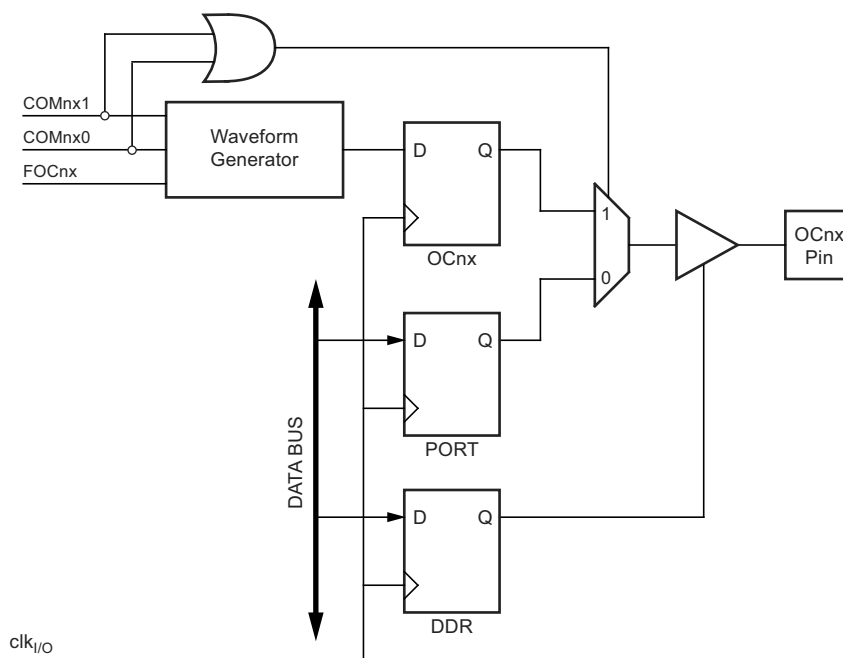 COMnx1
COMnx0
FOCnx
Waveform
Generator
D
Q
OCnx
1
0
OCnx
Pin
D
Q
PORT
DATA BUS
D
Q
DDR
clkI/O